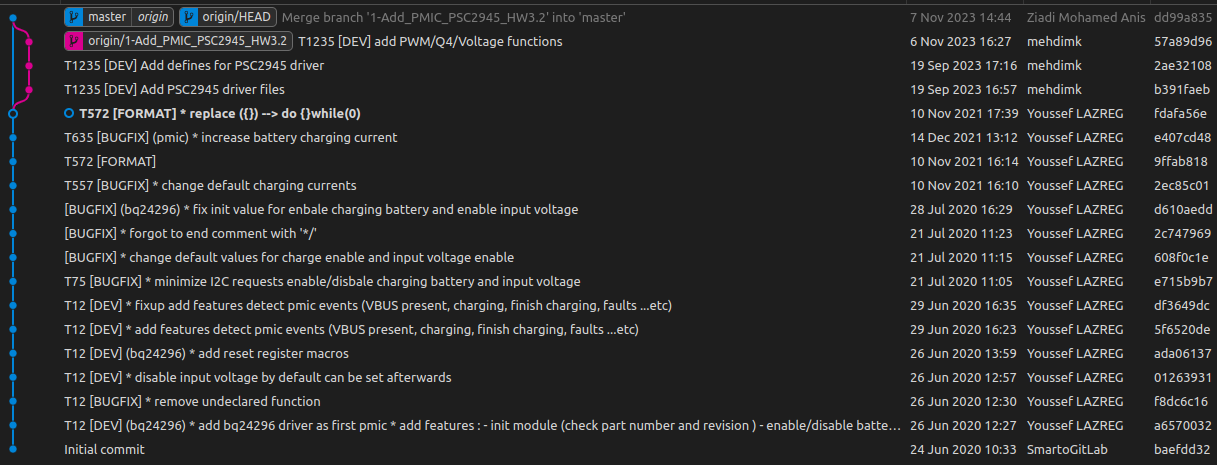 master origin origin/HEAD Merge branch '1-Add_PMIC_PSC2945_HW3.2' into 'master' 7 Nov 2023 14:44 Ziadi Mohamed Anis dd99a835
origin/1-Add_PMIC_PSC2945_HW3.2 T1235 [DEV] add PWM/Q4/Voltage functions 6 Nov 2023 16:27 mehdimk 57a89d96
T1235 [DEV] Add defines for PSC2945 driver 19 Sep 2023 17:16 mehdimk 2ae32108
T1235 [DEV] Add PSC2945 driver files 19 Sep 2023 16:57 mehdimk b391faeb
T572 [FORMAT] * replace ({}) --> do {}while(0) 10 Nov 2021 17:39 Youssef LAZREG fdafa56e
T635 [BUGFIX] (pmic) * increase battery charging current 14 Dec 2021 13:12 Youssef LAZREG e407cd48
T572 [FORMAT] 10 Nov 2021 16:14 Youssef LAZREG 9ffab818
T557 [BUGFIX] * change default charging currents 10 Nov 2021 16:10 Youssef LAZREG 2ec85c01
[BUGFIX] (bq24296) * fix init value for enbale charging battery and enable input voltage 28 Jul 2020 16:29 Youssef LAZREG d610aedd
[BUGFIX] * forgot to end comment with '*/' 21 Jul 2020 11:23 Youssef LAZREG 2c747969
[BUGFIX] * change default values for charge enable and input voltage enable 21 Jul 2020 11:15 Youssef LAZREG 608f0c1e
T75 [BUGFIX] * minimize I2C requests enable/disbale charging battery and input voltage 21 Jul 2020 11:05 Youssef LAZREG e715b9b7
T12 [DEV] * fixup add features detect pmic events (VBUS present, charging, finish charging, faults ...etc) 29 Jun 2020 16:35 Youssef LAZREG df3649dc
T12 [DEV] * add features detect pmic events (VBUS present, charging, finish charging, faults ...etc) 29 Jun 2020 16:23 Youssef LAZREG 5f6520de
T12 [DEV] (bq24296) * add reset register macros 26 Jun 2020 13:59 Youssef LAZREG ada06137
T12 [DEV] * disable input voltage by default can be set afterwards 26 Jun 2020 12:57 Youssef LAZREG 01263931
T12 [BUGFIX] * remove undeclared function 26 Jun 2020 12:30 Youssef LAZREG f8dc6c16
T12 [DEV] (bq24296) * add bq24296 driver as first pmic * add features : - init module (check part number and revision ) - enable/disable batte... 26 Jun 2020 12:27 Youssef LAZREG a6570032
Initial commit 24 Jun 2020 10:33 SmartoGitLab baefdd32